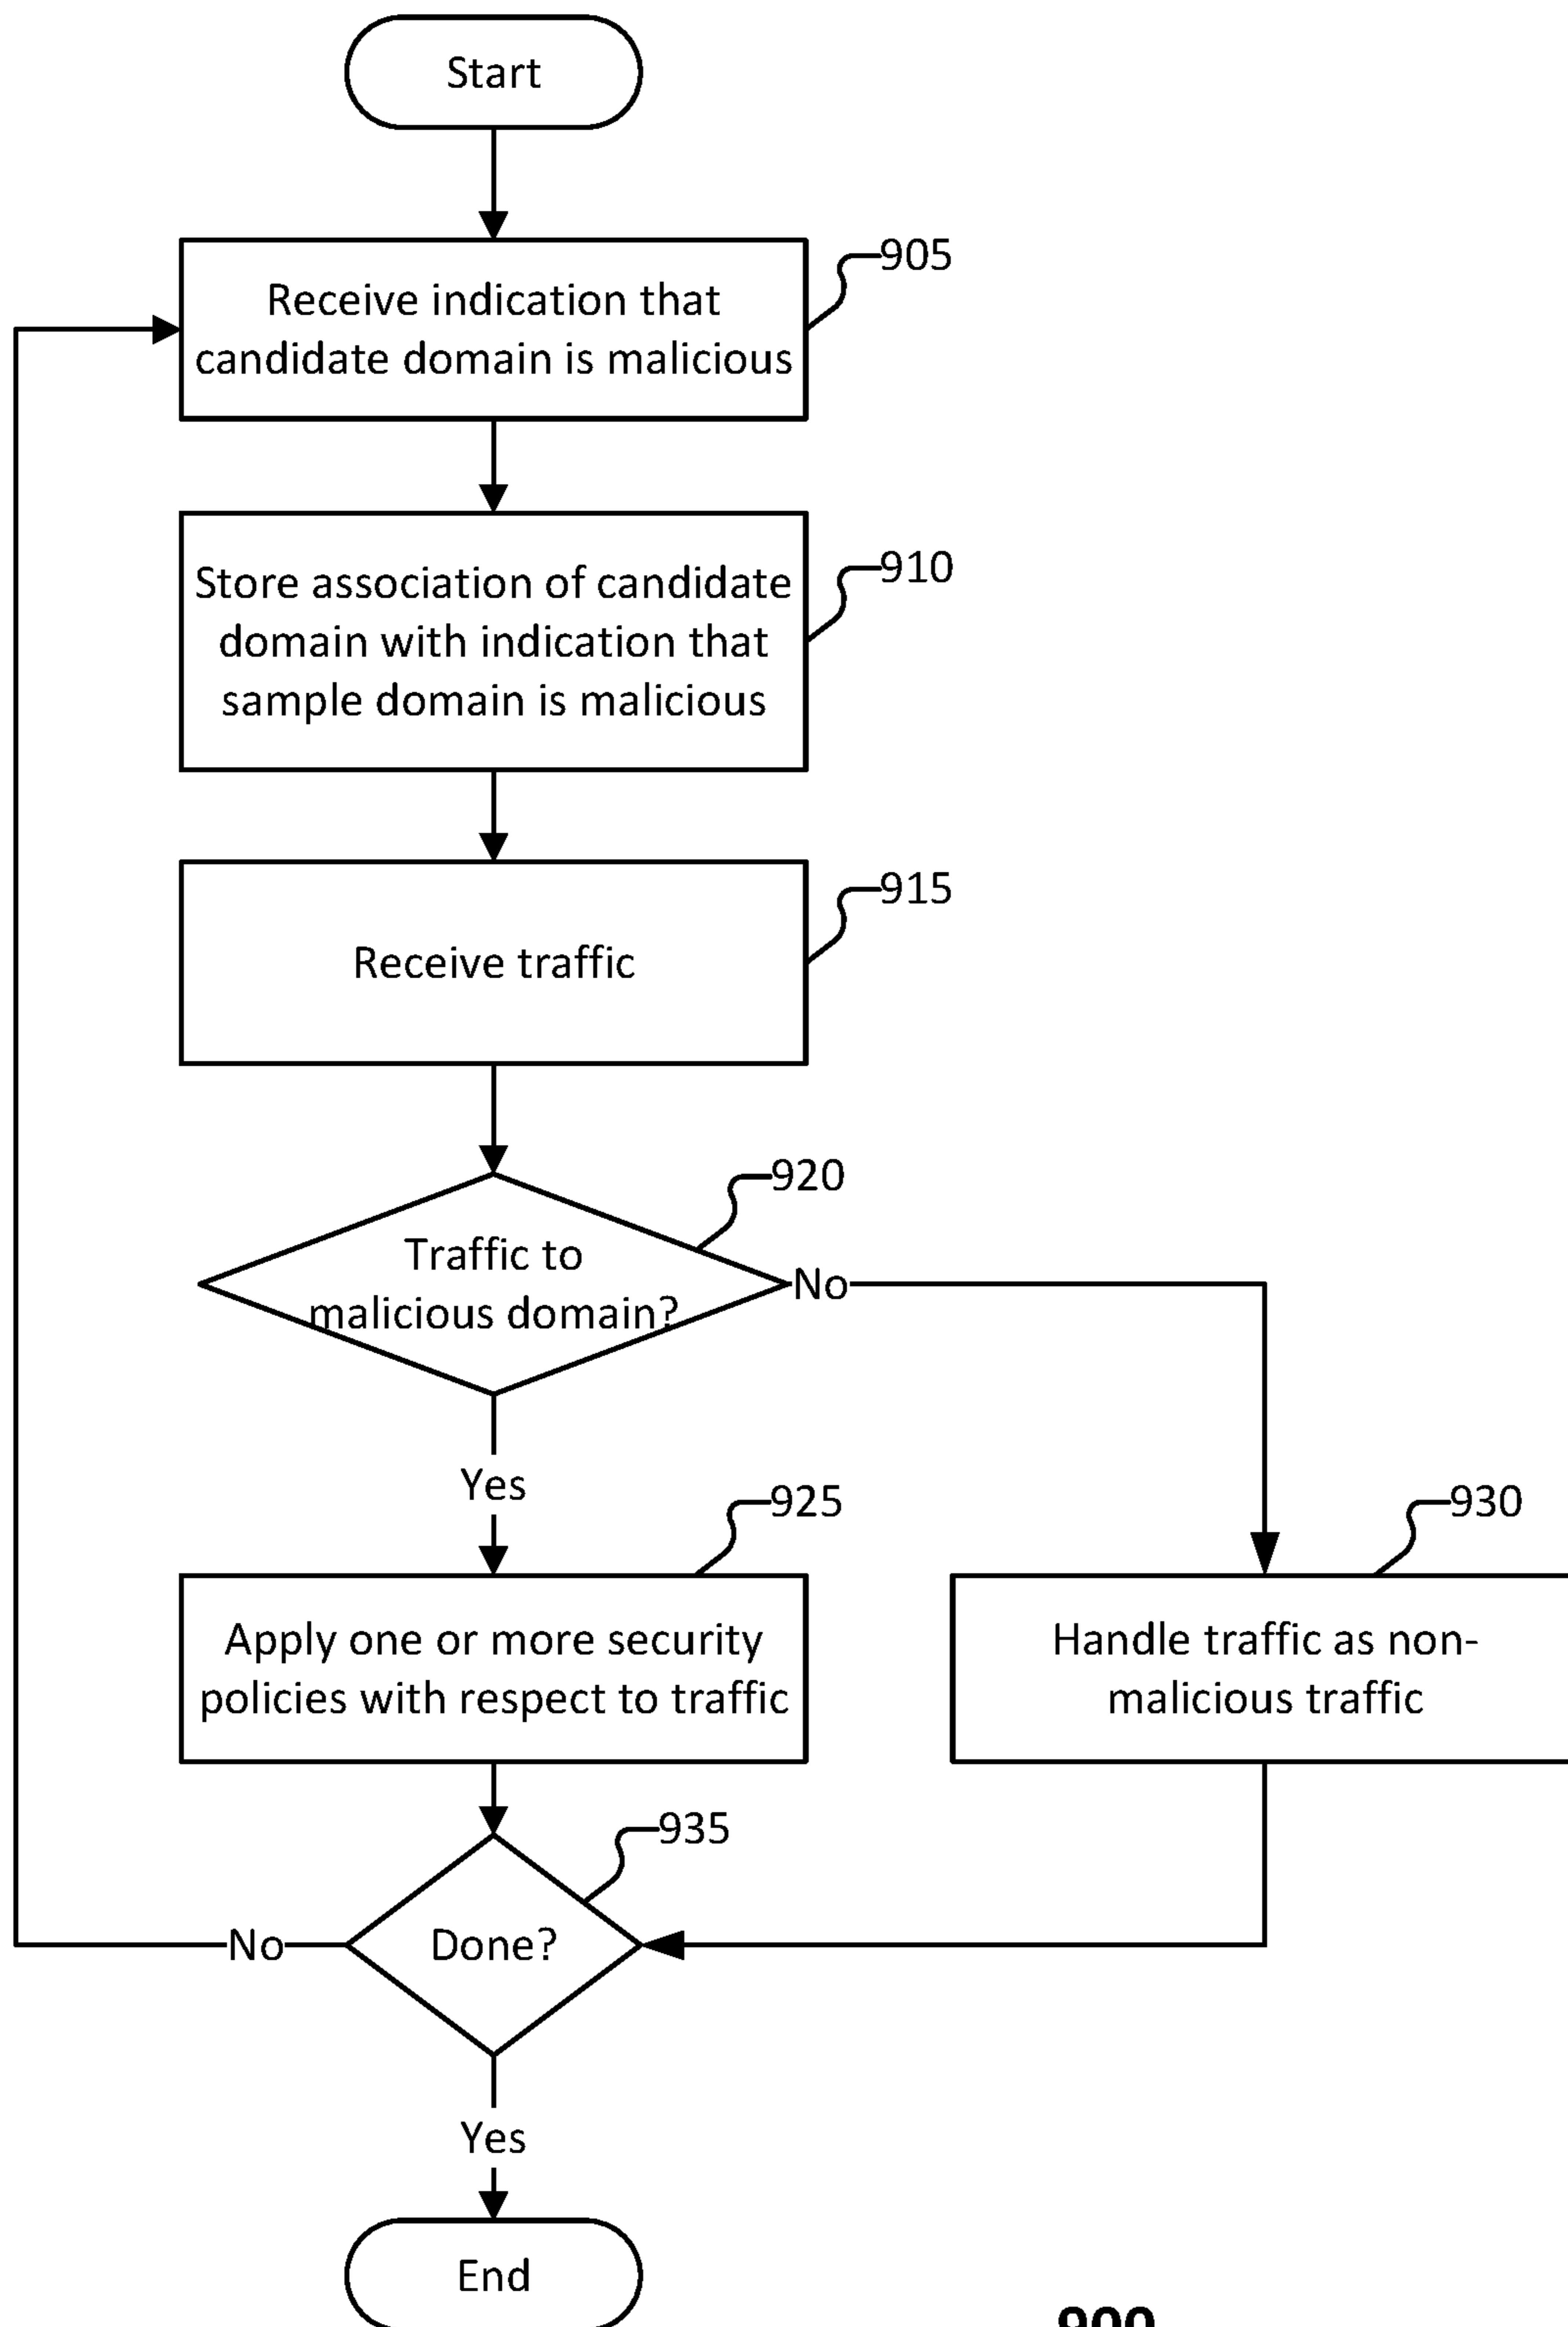 Start
Receive indication that
candidate domain is malicious
905
Store association of candidate
domain with indication that
sample domain is malicious
910
Receive traffic
915
Traffic to
malicious domain?
920
No
Yes
Apply one or more security
policies with respect to traffic
925
Handle traffic as non-
malicious traffic
930
Done?
935
No
Yes
End
900